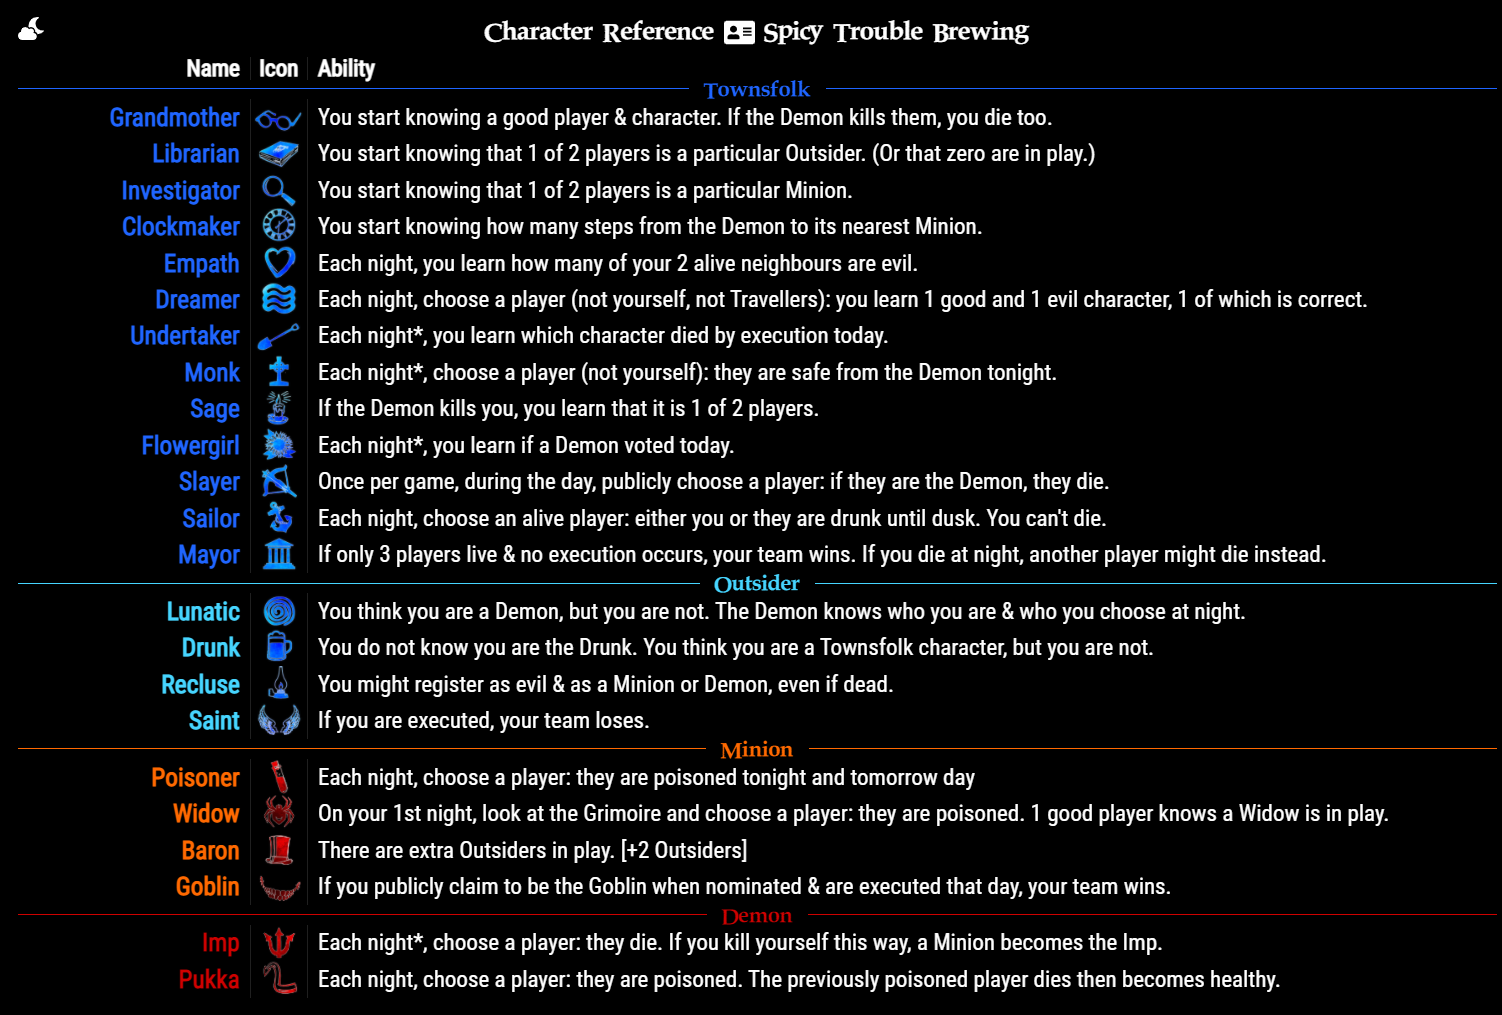 Character Reference Spicy Trouble Brewing
Name Icon Ability
Townsfolk
Grandmother You start knowing a good player & character. If the Demon kills them, you die too.
Librarian You start knowing that 1 of 2 players is a particular Outsider. (Or that zero are in play.)
Investigator You start knowing that 1 of 2 players is a particular Minion.
Clockmaker You start knowing how many steps from the Demon to its nearest Minion.
Empath Each night, you learn how many of your 2 alive neighbours are evil.
Dreamer Each night, choose a player (not yourself, not Travellers): you learn 1 good and 1 evil character, 1 of which is correct.
Undertaker Each night*, you learn which character died by execution today.
Monk Each night*, choose a player (not yourself): they are safe from the Demon tonight.
Sage If the Demon kills you, you learn that it is 1 of 2 players.
Flowergirl Each night*, you learn if a Demon voted today.
Slayer Once per game, during the day, publicly choose a player: if they are the Demon, they die.
Sailor Each night, choose an alive player: either you or they are drunk until dusk. You can't die.
Mayor If only 3 players live & no execution occurs, your team wins. If you die at night, another player might die instead.
Outsider
Lunatic You think you are a Demon, but you are not. The Demon knows who you are & who you choose at night.
Drunk You do not know you are the Drunk. You think you are a Townsfolk character, but you are not.
Recluse You might register as evil & as a Minion or Demon, even if dead.
Saint If you are executed, your team loses.
Minion
Poisoner Each night, choose a player: they are poisoned tonight and tomorrow day
Widow On your 1st night, look at the Grimoire and choose a player: they are poisoned. 1 good player knows a Widow is in play.
Baron There are extra Outsiders in play. [+2 Outsiders]
Goblin If you publicly claim to be the Goblin when nominated & are executed that day, your team wins.
Demon
Imp Each night*, choose a player: they die. If you kill yourself this way, a Minion becomes the Imp.
Pukka Each night, choose a player: they are poisoned. The previously poisoned player dies then becomes healthy.